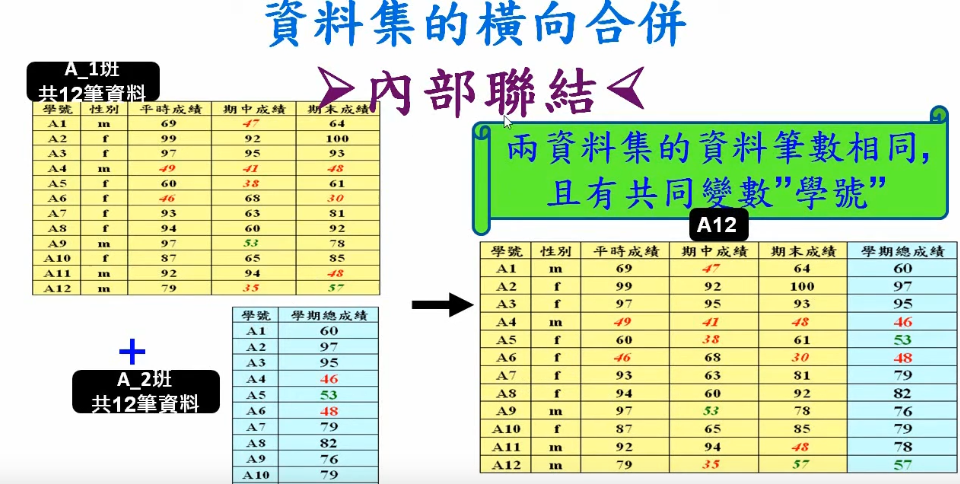 資料集的橫向合併
內部聯結
A_1班
共12筆資料
學號 性別 平時成績 期中成績 期末成績
A1 m 69 47 64
A2 f 99 92 100
A3 f 97 95 93
A4 m 49 41 48
A5 f 60 38 61
A6 f 46 68 30
A7 f 93 63 81
A8 f 94 60 92
A9 m 97 53 78
A10 f 87 65 85
A11 m 92 94 48
A12 m 79 35 57
+
A_2班
共12筆資料
學號 學期總成績
A1 60
A2 97
A3 95
A4 46
A5 53
A6 48
A7 79
A8 82
A9 76
A10 79
兩資料集的資料筆數相同,
且有共同變數”學號”
A12
學號 性別 平時成績 期中成績 期末成績 學期總成績
A1 m 69 47 64 60
A2 f 99 92 100 97
A3 f 97 95 93 95
A4 m 49 41 48 46
A5 f 60 38 61 53
A6 f 46 68 30 48
A7 f 93 63 81 79
A8 f 94 60 92 82
A9 m 97 53 78 76
A10 f 87 65 85 79
A11 m 92 94 48 78
A12 m 79 35 57 57